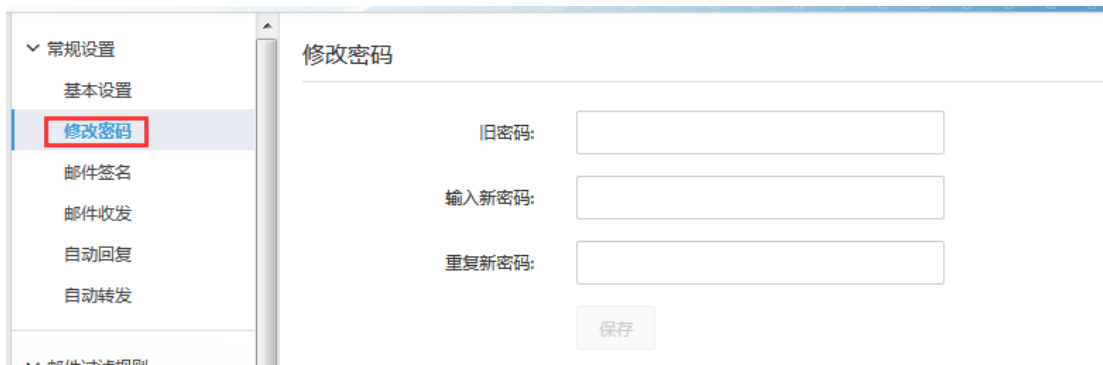 常规设置
基本设置
修改密码
邮件签名
邮件收发
自动回复
自动转发
修改密码
旧密码:
输入新密码:
重复新密码:
保存